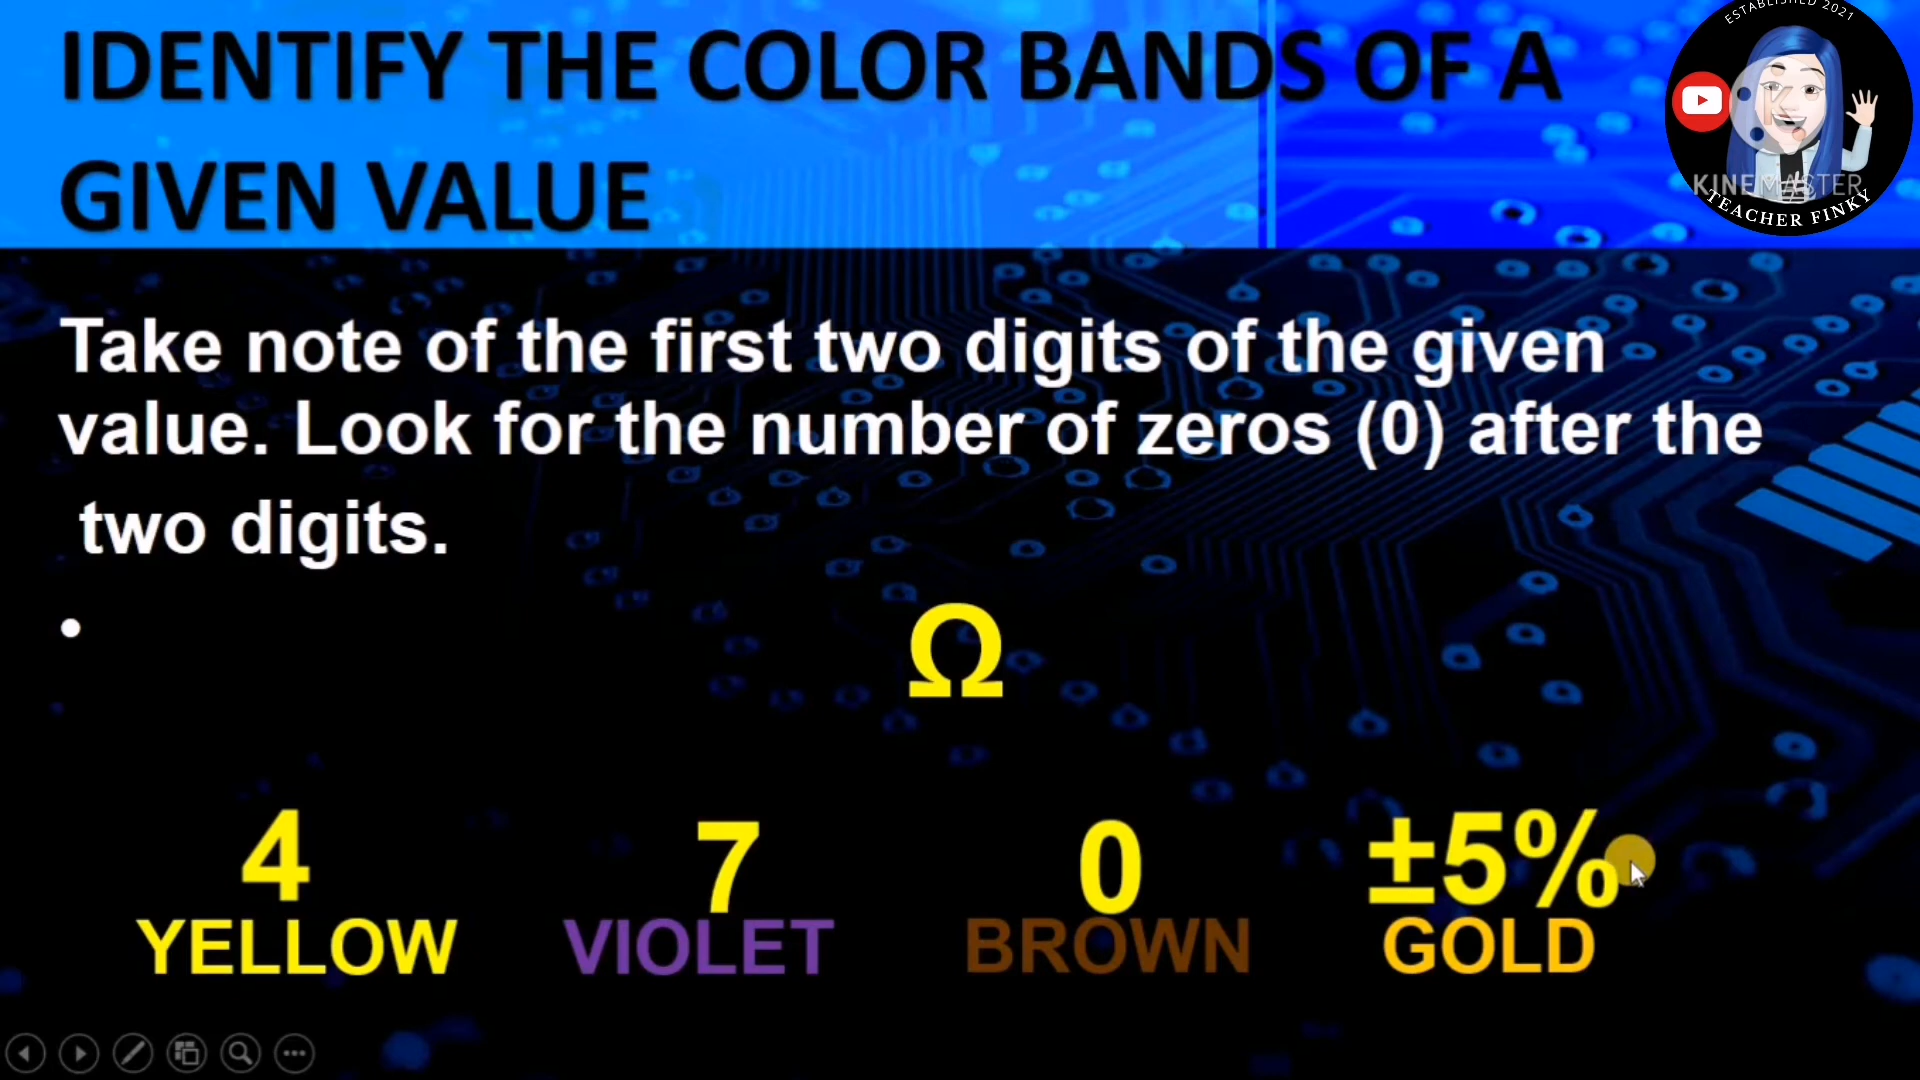 IDENTIFY THE COLOR BANDS OF A
GIVEN VALUE
ESTABLISHED 2021
KINEMASTER
TEACHER FINKY
Take note of the first two digits of the given
value. Look for the number of zeros (0) after the
two digits.
•
Ω
4 7 0 ±5%
YELLOW VIOLET BROWN GOLD